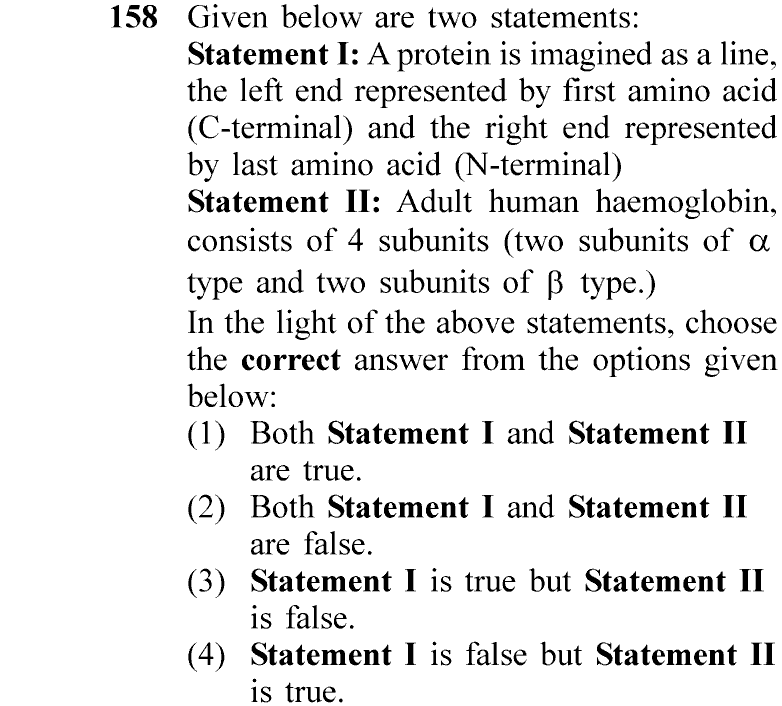 158 Given below are two statements:
Statement I: A protein is imagined as a line,
the left end represented by first amino acid
(C-terminal) and the right end represented
by last amino acid (N-terminal)
Statement II: Adult human haemoglobin,
consists of 4 subunits (two subunits of α
type and two subunits of β type.)
In the light of the above statements, choose
the correct answer from the options given
below:
(1) Both Statement I and Statement II
are true.
(2) Both Statement I and Statement II
are false.
(3) Statement I is true but Statement II
is false.
(4) Statement I is false but Statement II
is true.